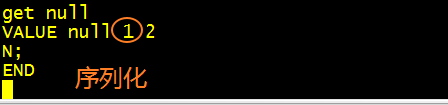 get null
VALUE null 1 2
N;
END
序列化